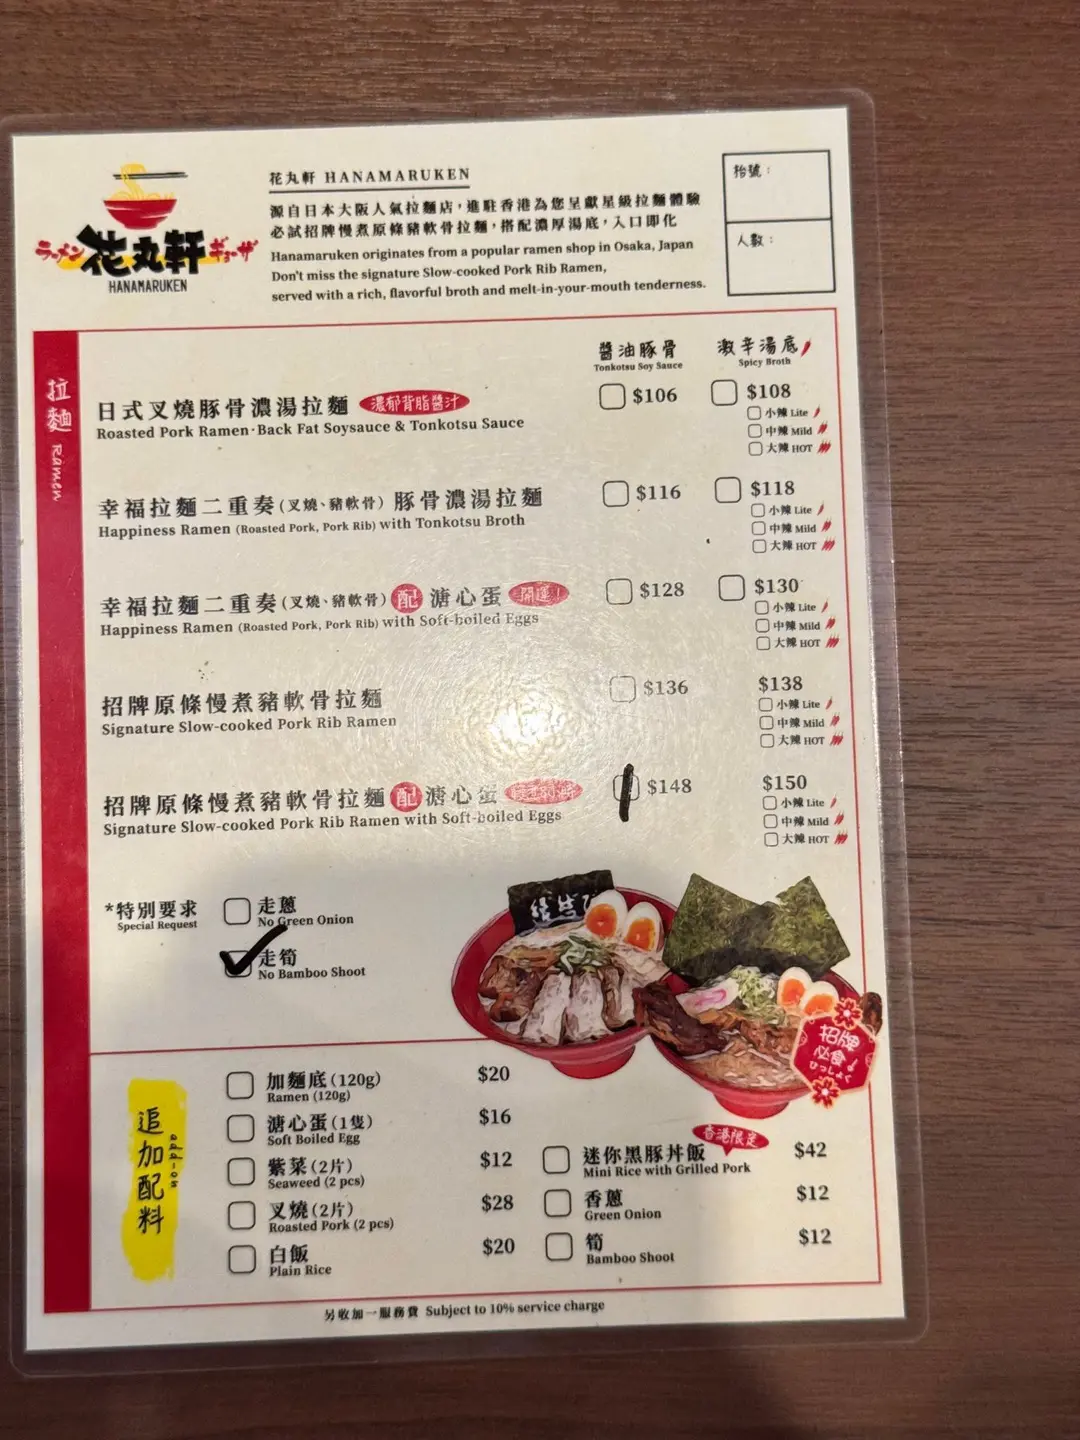 ラーメン 花丸軒 ギョーザ
HANAMARUKEN
花丸軒 HANAMARUKEN
源自日本大阪人氣拉麵店，進駐香港為您呈獻星級拉麵體驗
必試招牌慢煮原條豬軟骨拉麵，搭配濃厚湯底，入口即化
Hanamaruken originates from a popular ramen shop in Osaka, Japan
Don't miss the signature Slow-cooked Pork Rib Ramen,
served with a rich, flavorful broth and melt-in-your-mouth tenderness.
枱號：
人數：
拉麵 Ramen
醬油豚骨 激辛湯底
Tonkotsu Soy Sauce Spicy Broth
日式叉燒豚骨濃湯拉麵 濃郁背脂醬汁 $106 $108
Roasted Pork Ramen·Back Fat Soysauce & Tonkotsu Sauce
小辣 Lite
中辣 Mild
大辣 HOT
幸福拉麵二重奏(叉燒、豬軟骨) 豚骨濃湯拉麵 $116 $118
Happiness Ramen (Roasted Pork, Pork Rib) with Tonkotsu Broth
小辣 Lite
中辣 Mild
大辣 HOT
幸福拉麵二重奏(叉燒、豬軟骨) 配 溏心蛋 開運！ $128 $130
Happiness Ramen (Roasted Pork, Pork Rib) with Soft-boiled Eggs
小辣 Lite
中辣 Mild
大辣 HOT
招牌原條慢煮豬軟骨拉麵 $136 $138
Signature Slow-cooked Pork Rib Ramen
小辣 Lite
中辣 Mild
大辣 HOT
招牌原條慢煮豬軟骨拉麵 配 溏心蛋 $148 $150
Signature Slow-cooked Pork Rib Ramen with Soft-boiled Eggs
小辣 Lite
中辣 Mild
大辣 HOT
*特別要求
Special Request
走蔥
No Green Onion
走筍
No Bamboo Shoot
招牌
必食！
ひっしょく
追加配料 add-on
加麵底(120g) $20
Ramen (120g)
溏心蛋(1隻) $16
Soft Boiled Egg
紫菜(2片) $12
Seaweed (2 pcs)
叉燒(2片) $28
Roasted Pork (2 pcs)
白飯 $20
Plain Rice
香港限定
迷你黑豚丼飯 $42
Mini Rice with Grilled Pork
香蔥 $12
Green Onion
筍 $12
Bamboo Shoot
另收加一服務費 Subject to 10% service charge